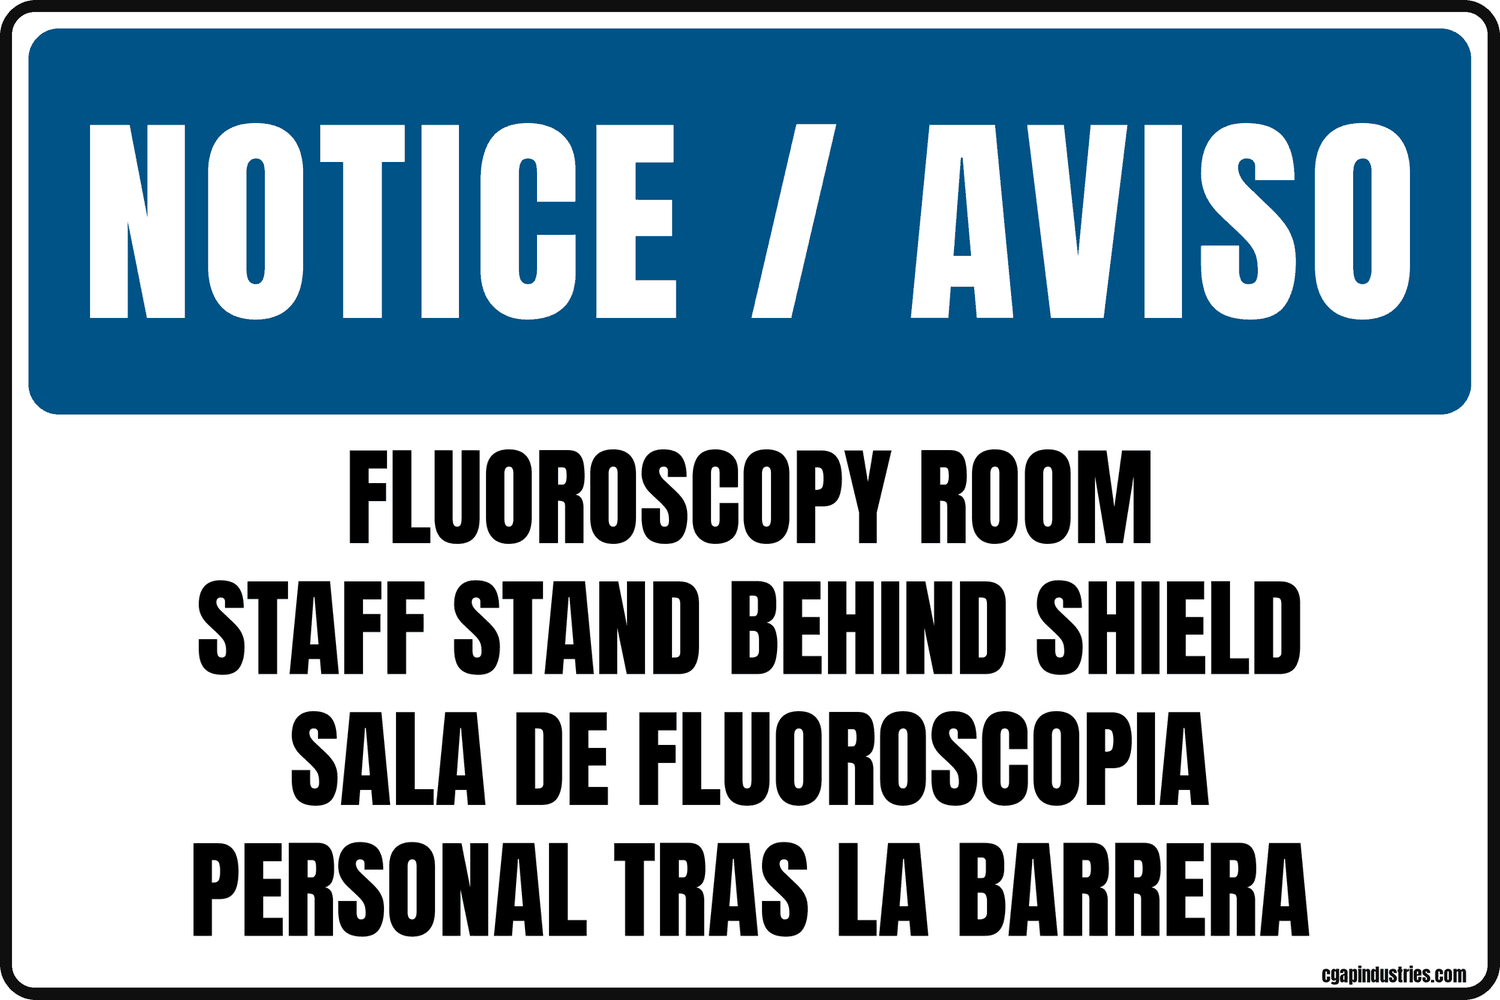 NOTICE / AVISO
FLUOROSCOPY ROOM
STAFF STAND BEHIND SHIELD
SALA DE FLUOROSCOPIA
PERSONAL TRAS LA BARRERA
cgapindustries.com